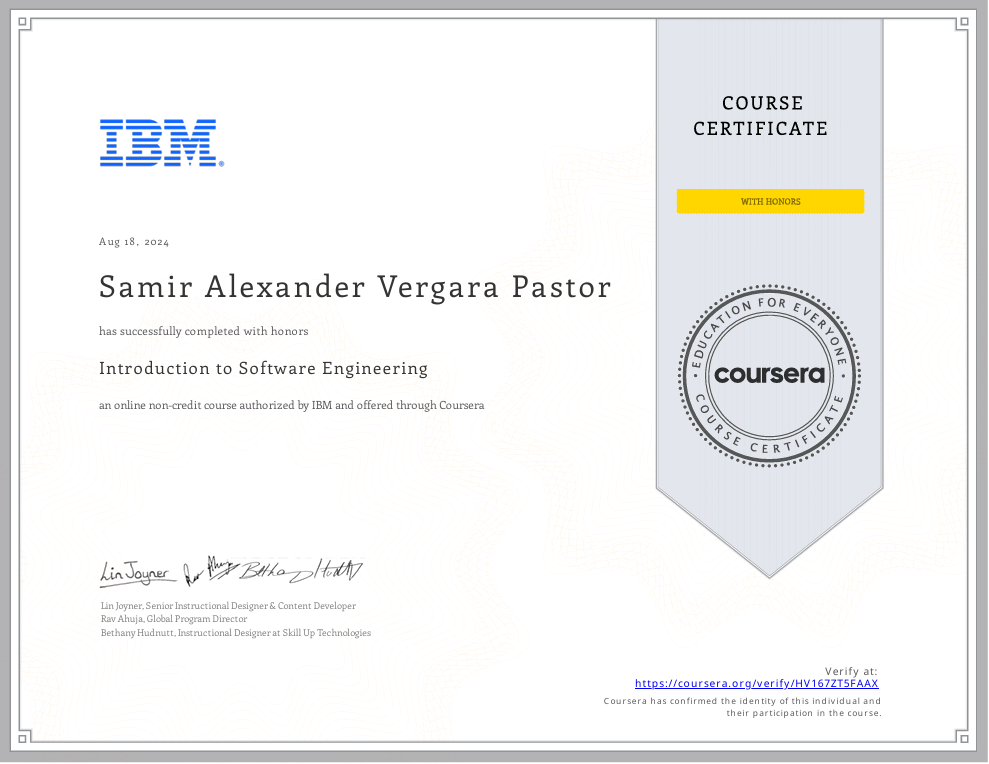 COURSE
CERTIFICATE
IBM®
WITH HONORS
Aug 18, 2024
Samir Alexander Vergara Pastor
has successfully completed with honors
Introduction to Software Engineering
an online non-credit course authorized by IBM and offered through Coursera
EDUCATION FOR EVERYONE
coursera
COURSE CERTIFICATE
Lin Joyner
Lin Joyner, Senior Instructional Designer & Content Developer
Rav Ahuja, Global Program Director
Bethany Hudnutt, Instructional Designer at Skill Up Technologies
Verify at:
https://coursera.org/verify/HV167ZT5FAAX
Coursera has confirmed the identity of this individual and
their participation in the course.